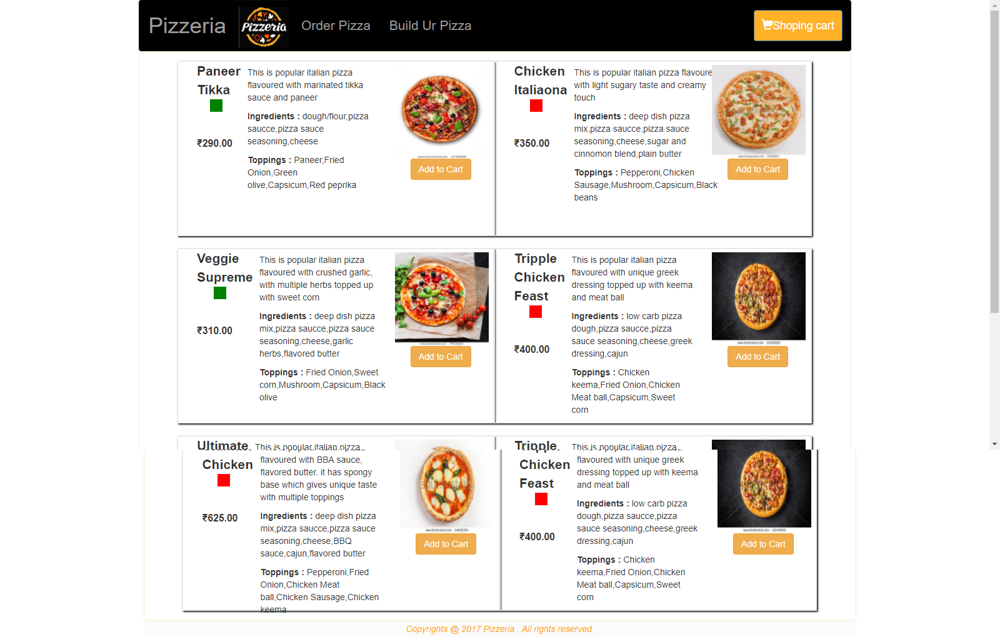 Pizzeria
Pizzeria
Order Pizza
Build Ur Pizza
Shoping cart
Paneer
Tikka
₹290.00
This is popular italian pizza
flavoured with marinated tikka
sauce and paneer
Ingredients : dough/flour,pizza
saucce,pizza sauce
seasoning,cheese
Toppings : Paneer,Fried
Onion,Green
olive,Capsicum,Red peprika
Add to Cart
Chicken
Italiaona
₹350.00
This is popular italian pizza flavoure
with light sugary taste and creamy
touch
Ingredients : deep dish pizza
mix,pizza saucce,pizza sauce
seasoning,cheese,sugar and
cinnomon blend,plain butter
Toppings : Pepperoni,Chicken
Sausage,Mushroom,Capsicum,Black
beans
Add to Cart
Veggie
Supreme
₹310.00
This is popular italian pizza
flavoured with crushed garlic,
with multiple herbs topped up
with sweet corn
Ingredients : deep dish pizza
mix,pizza saucce,pizza sauce
seasoning,cheese,garlic
herbs,flavored butter
Toppings : Fried Onion,Sweet
corn,Mushroom,Capsicum,Black
olive
Add to Cart
Tripple
Chicken
Feast
₹400.00
This is popular italian pizza
flavoured with unique greek
dressing topped up with keema
and meat ball
Ingredients : low carb pizza
dough,pizza saucce,pizza
sauce seasoning,cheese,greek
dressing,cajun
Toppings : Chicken
keema,Fried Onion,Chicken
Meat ball,Capsicum,Sweet
corn
Add to Cart
Ultimate
Chicken
₹625.00
This is popular italian pizza
flavoured with BBA sauce,
flavored butter. it has spongy
base which gives unique taste
with multiple toppings
Ingredients : deep dish pizza
mix,pizza saucce,pizza sauce
seasoning,cheese,BBQ
sauce,cajun,flavored butter
Toppings : Pepperoni,Fried
Onion,Chicken Meat
ball,Chicken Sausage,Chicken
keema
Add to Cart
Tripple
Chicken
Feast
₹400.00
This is popular italian pizza
flavoured with unique greek
dressing topped up with keema
and meat ball
Ingredients : low carb pizza
dough,pizza saucce,pizza
sauce seasoning,cheese,greek
dressing,cajun
Toppings : Chicken
keema,Fried Onion,Chicken
Meat ball,Capsicum,Sweet
corn
Add to Cart
Copyrights @ 2017 Pizzeria . All rights reserved.